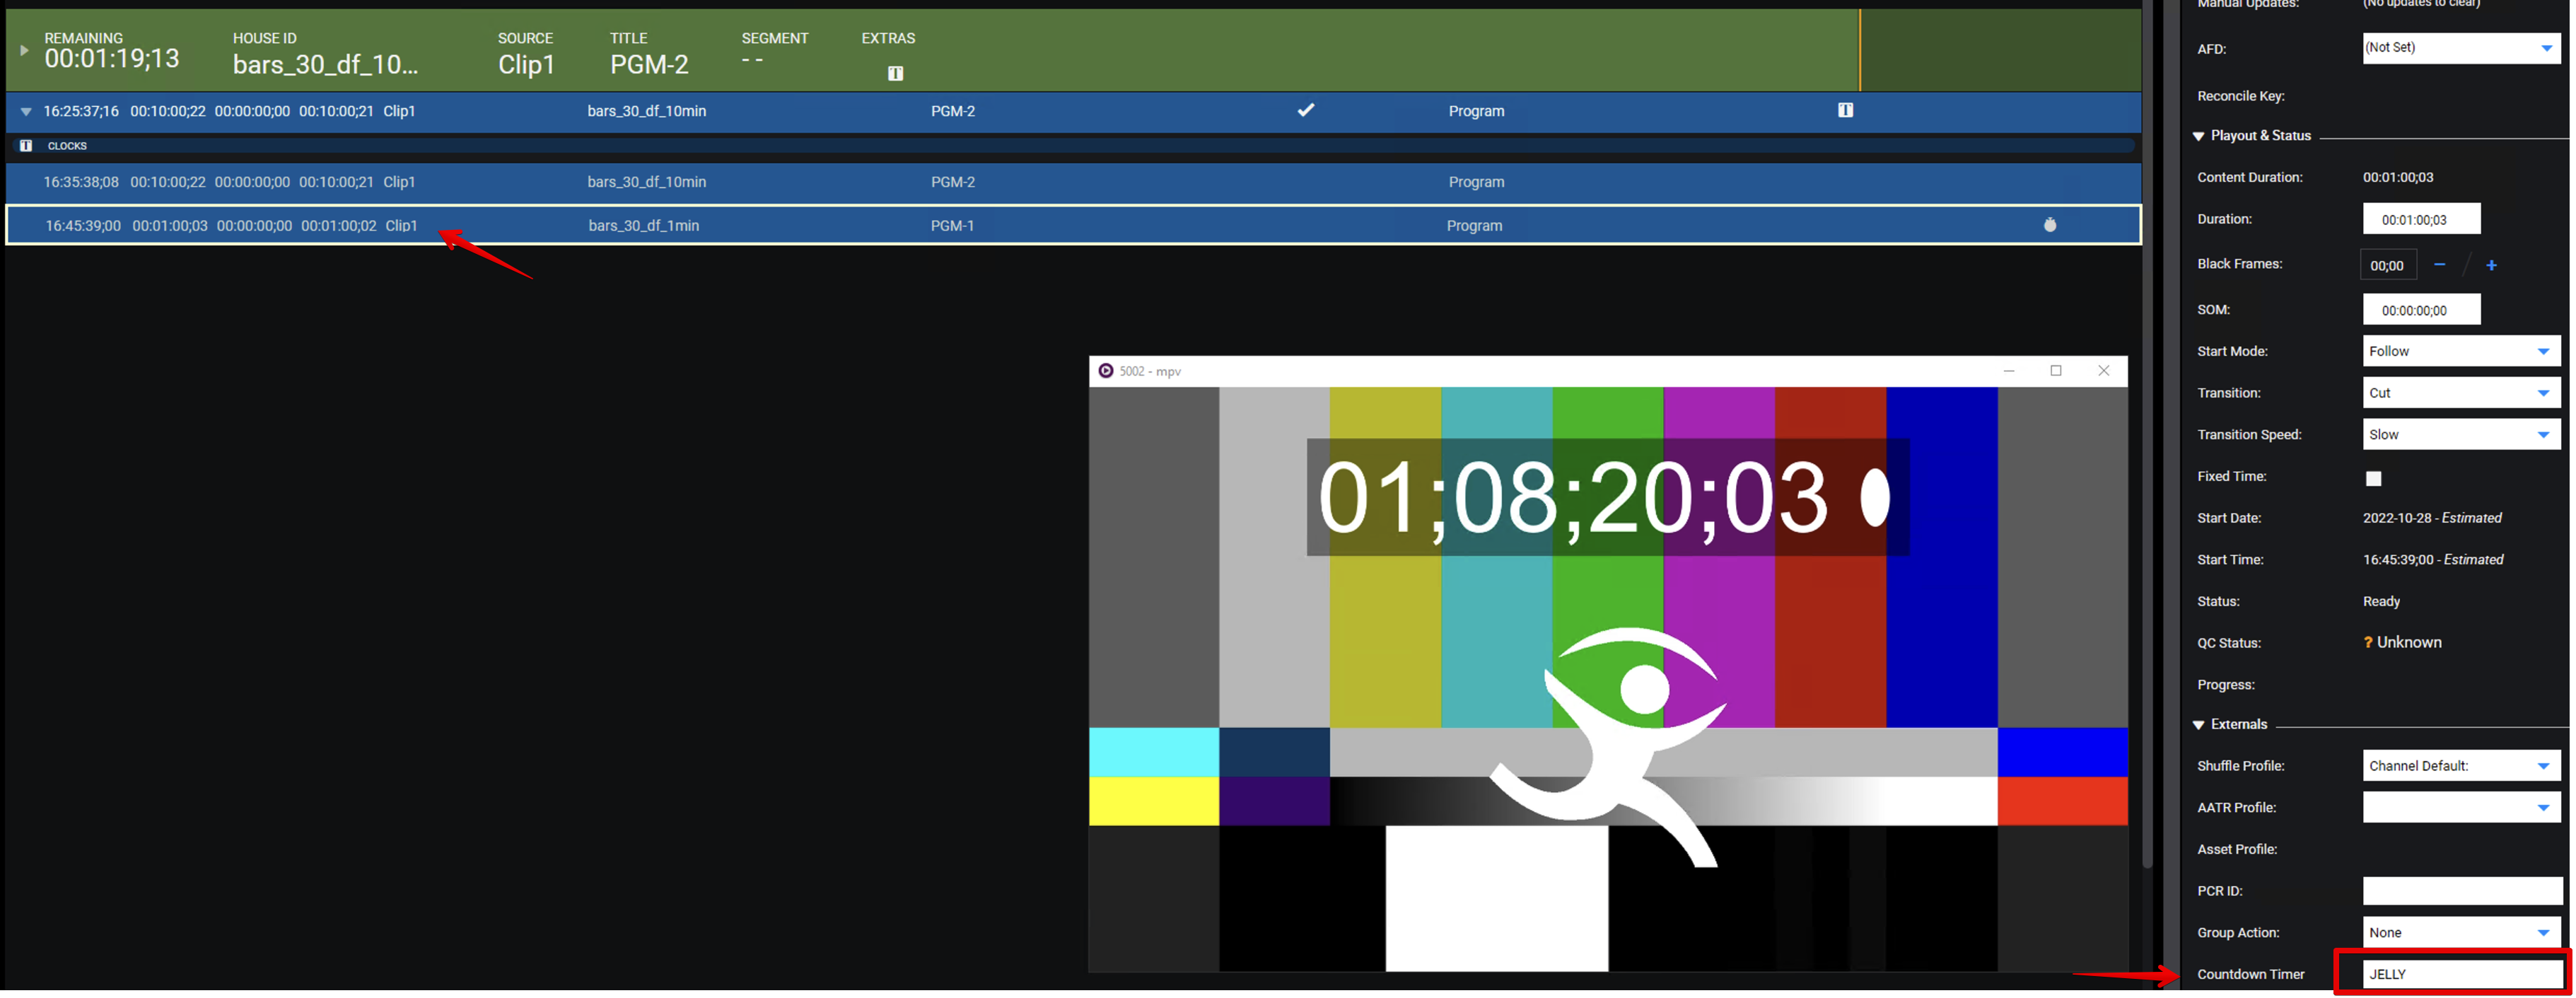 REMAINING HOUSE ID SOURCE TITLE SEGMENT EXTRAS
00:01:19;13 bars_30_df_10... Clip1 PGM-2 - -
T
16:25:37;16 00:10:00;22 00:00:00;00 00:10:00;21 Clip1 bars_30_df_10min PGM-2 Program T
T CLOCKS
16:35:38;08 00:10:00;22 00:00:00;00 00:10:00;21 Clip1 bars_30_df_10min PGM-2 Program
16:45:39;00 00:01:00;03 00:00:00;00 00:01:00;02 Clip1 bars_30_df_1min PGM-1 Program
5002 - mpv
01;08;20;03
Manual Updates: (No updates to clear)
AFD: (Not Set)
Reconcile Key:
Playout & Status
Content Duration: 00:01:00;03
Duration: 00:01:00;03
Black Frames: 00;00 − / +
SOM: 00:00:00;00
Start Mode: Follow
Transition: Cut
Transition Speed: Slow
Fixed Time:
Start Date: 2022-10-28 - Estimated
Start Time: 16:45:39;00 - Estimated
Status: Ready
QC Status: ? Unknown
Progress:
Externals
Shuffle Profile: Channel Default:
AATR Profile:
Asset Profile:
PCR ID:
Group Action: None
Countdown Timer JELLY